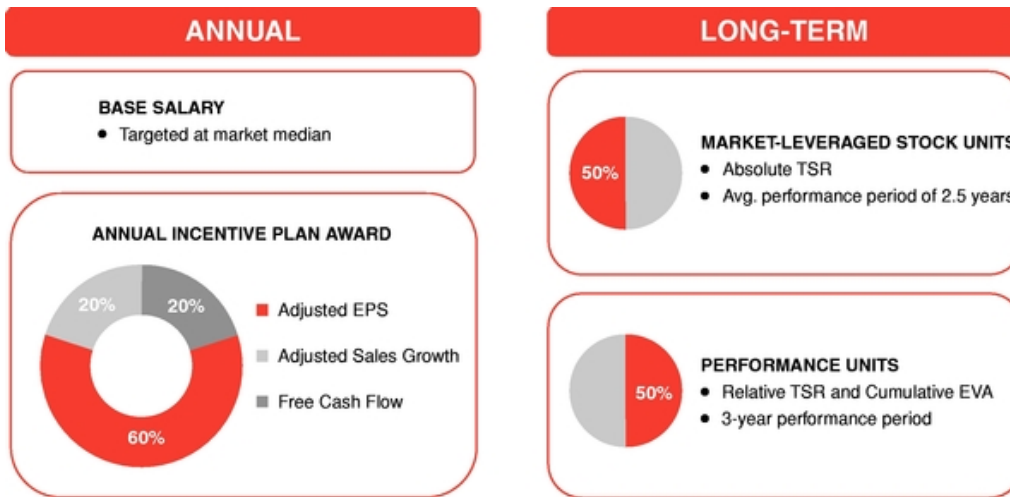 ANNUAL
BASE SALARY
• Targeted at market median
ANNUAL INCENTIVE PLAN AWARD
20%
20%
60%
Adjusted EPS
Adjusted Sales Growth
Free Cash Flow
LONG-TERM
50%
MARKET-LEVERAGED STOCK UNITS
• Absolute TSR
• Avg. performance period of 2.5 years
50%
PERFORMANCE UNITS
• Relative TSR and Cumulative EVA
• 3-year performance period